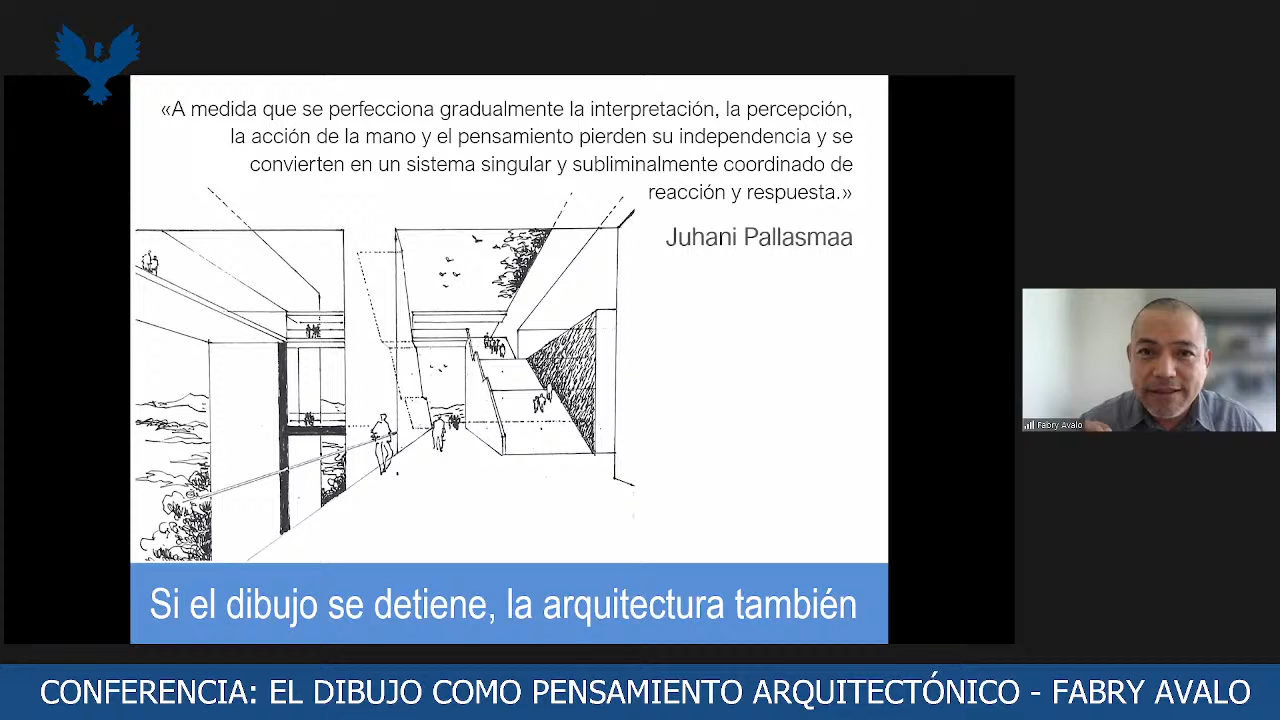 «A medida que se perfecciona gradualmente la interpretación, la percepción,
la acción de la mano y el pensamiento pierden su independencia y se
convierten en un sistema singular y subliminalmente coordinado de
reacción y respuesta.»
Juhani Pallasmaa
Fabry Avalo
Si el dibujo se detiene, la arquitectura también
CONFERENCIA: EL DIBUJO COMO PENSAMIENTO ARQUITECTÓNICO - FABRY AVALO